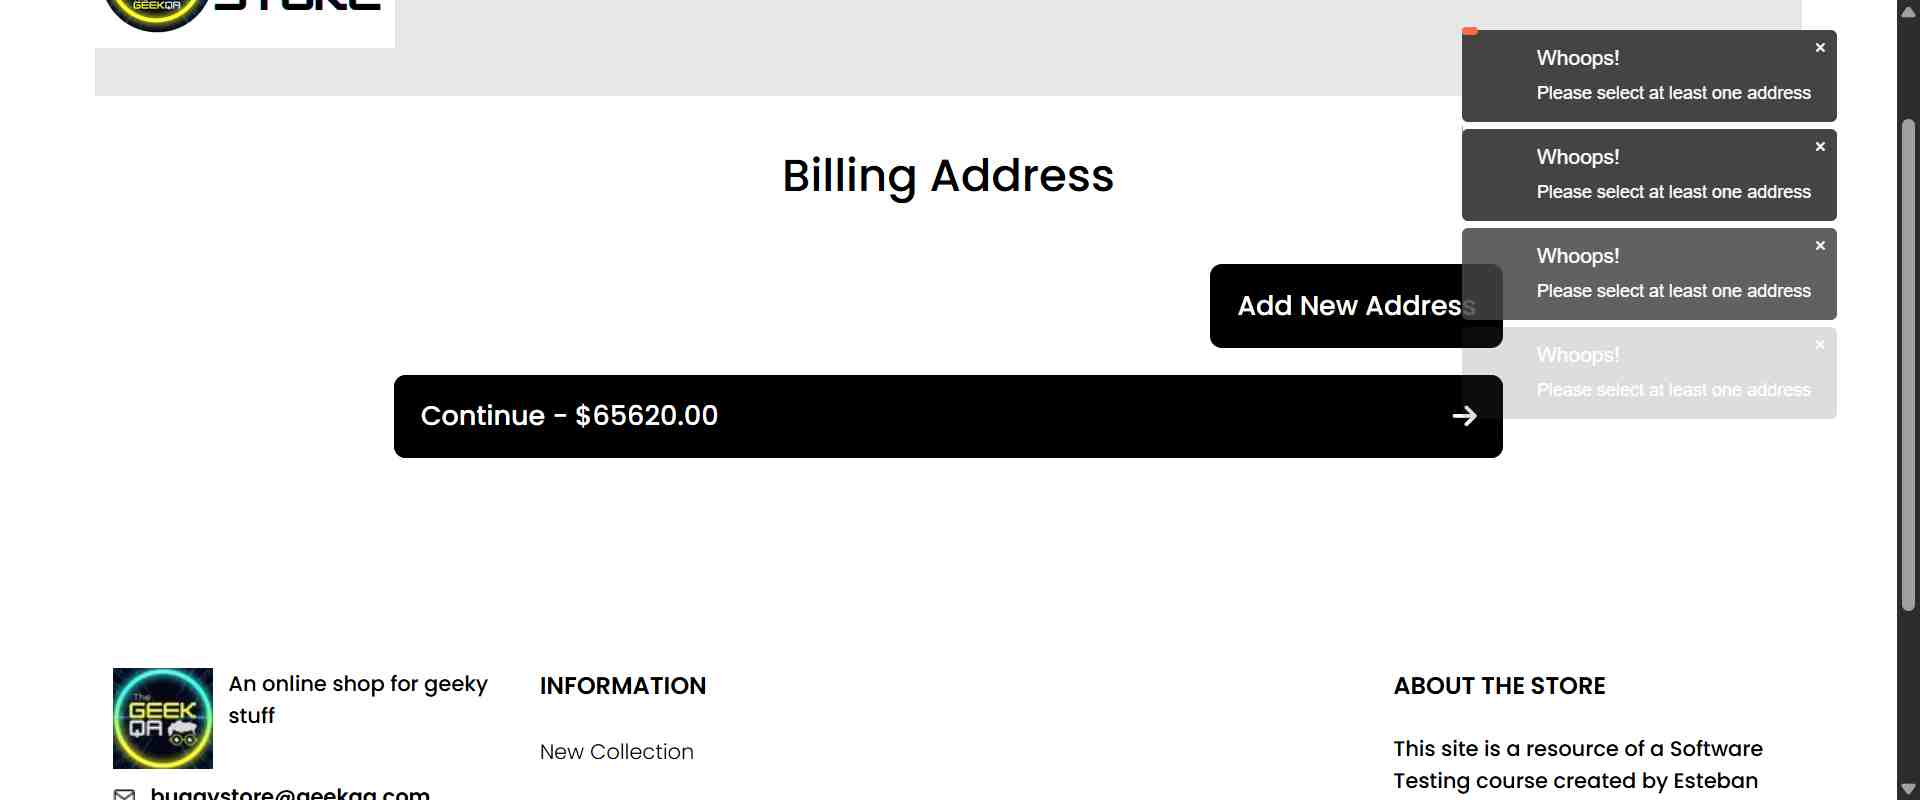 GEEKQA STORE
Whoops!
Please select at least one address
Whoops!
Please select at least one address
Billing Address
Whoops!
Please select at least one address
Add New Address
Whoops!
Please select at least one address
Continue - $65620.00
The
GEEK
QA
An online shop for geeky
stuff
INFORMATION
New Collection
ABOUT THE STORE
This site is a resource of a Software
Testing course created by Esteban
buggystore@geekqa.com